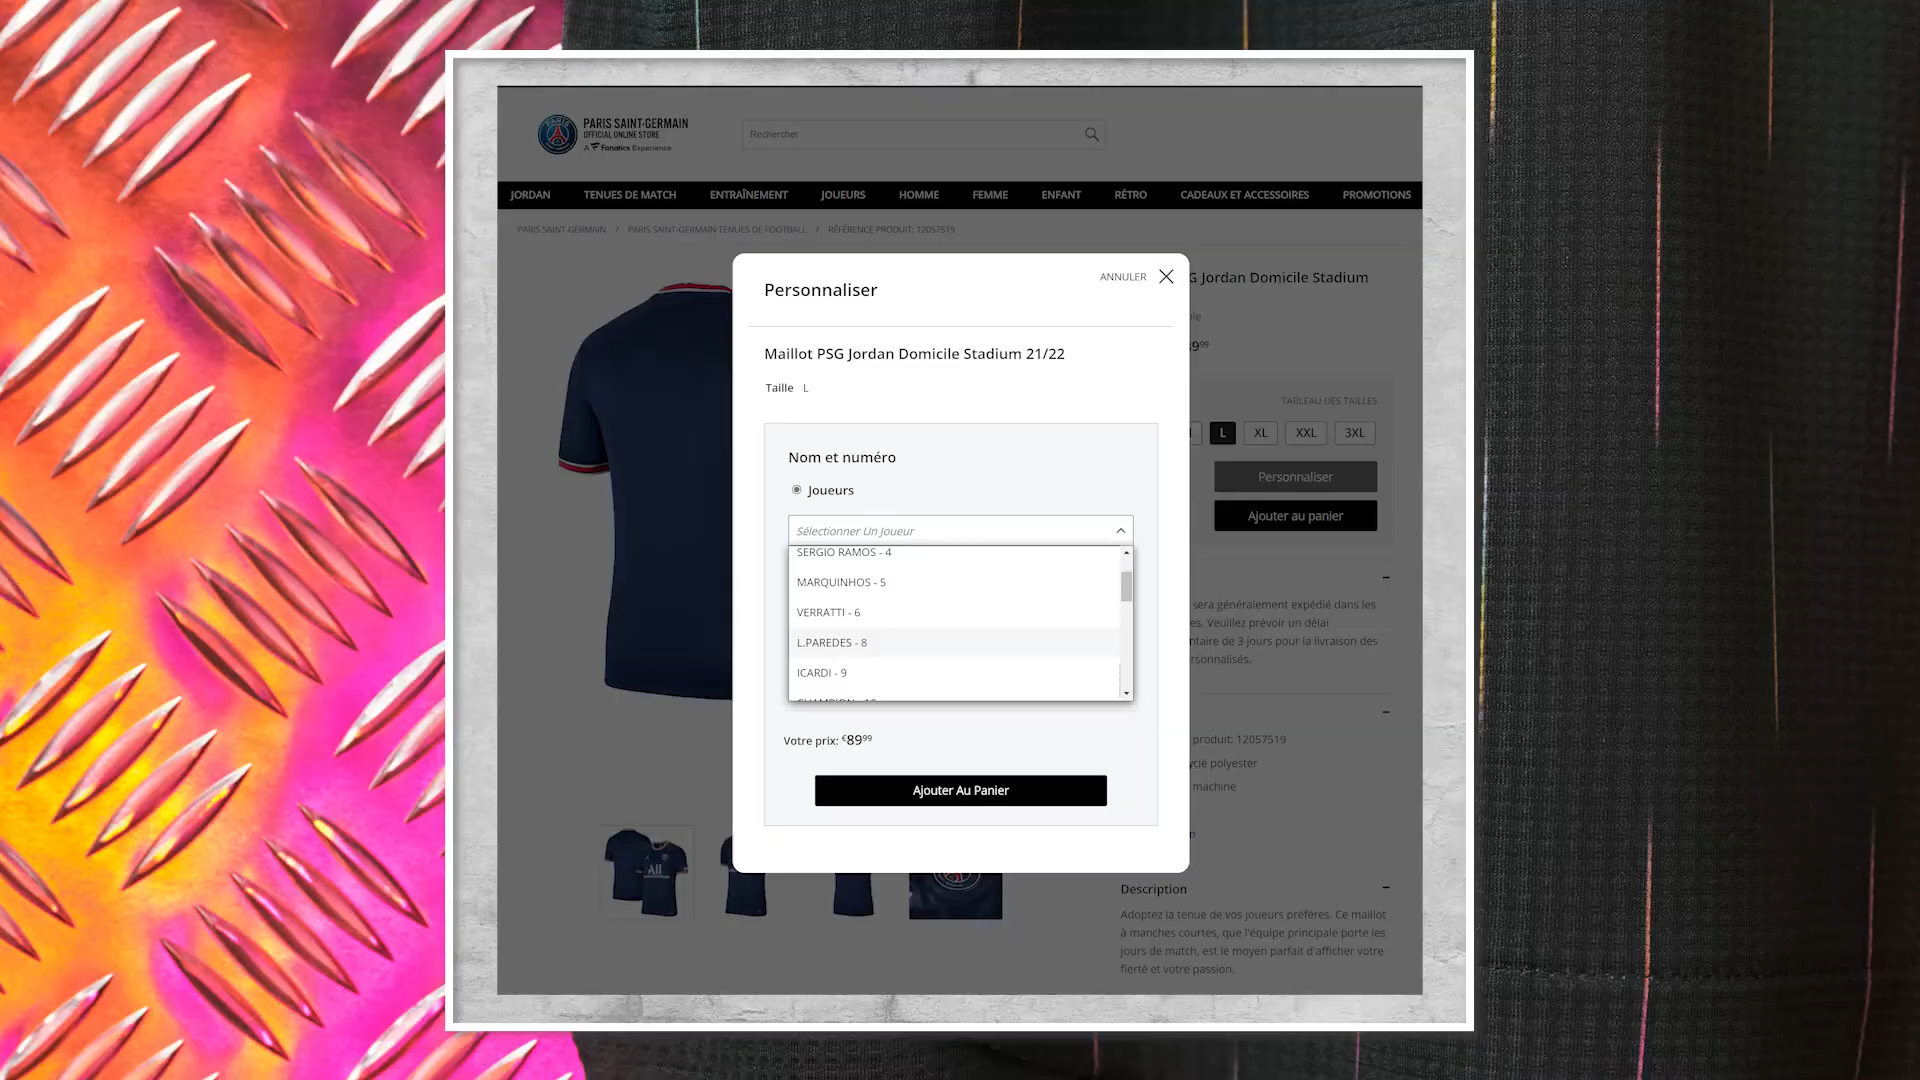 PARIS SAINT-GERMAIN
OFFICIAL ONLINE STORE
A Fanatics Experience
Rechercher
JORDAN TENUES DE MATCH ENTRAÎNEMENT JOUEURS HOMME FEMME ENFANT RÉTRO CADEAUX ET ACCESSOIRES PROMOTIONS
PARIS SAINT-GERMAIN / PARIS SAINT-GERMAIN TENUES DE FOOTBALL / RÉFÉRENCE PRODUIT: 12057519
ANNULER
Personnaliser
Maillot PSG Jordan Domicile Stadium 21/22
Taille L
Nom et numéro
Joueurs
Sélectionner Un Joueur
SERGIO RAMOS - 4
MARQUINHOS - 5
VERRATTI - 6
L.PAREDES - 8
ICARDI - 9
Votre prix: €8999
Ajouter Au Panier
G Jordan Domicile Stadium
TABLEAU DES TAILLES
L XL XXL 3XL
Personnaliser
Ajouter au panier
sera généralement expédié dans les
es. Veuillez prévoir un délai
ntaire de 3 jours pour la livraison des
rsonnalisés.
produit: 12057519
polyester
machine
Description
Adoptez la tenue de vos joueurs préférés. Ce maillot
à manches courtes, que l'équipe principale porte les
jours de match, est le moyen parfait d'afficher votre
fierté et votre passion.